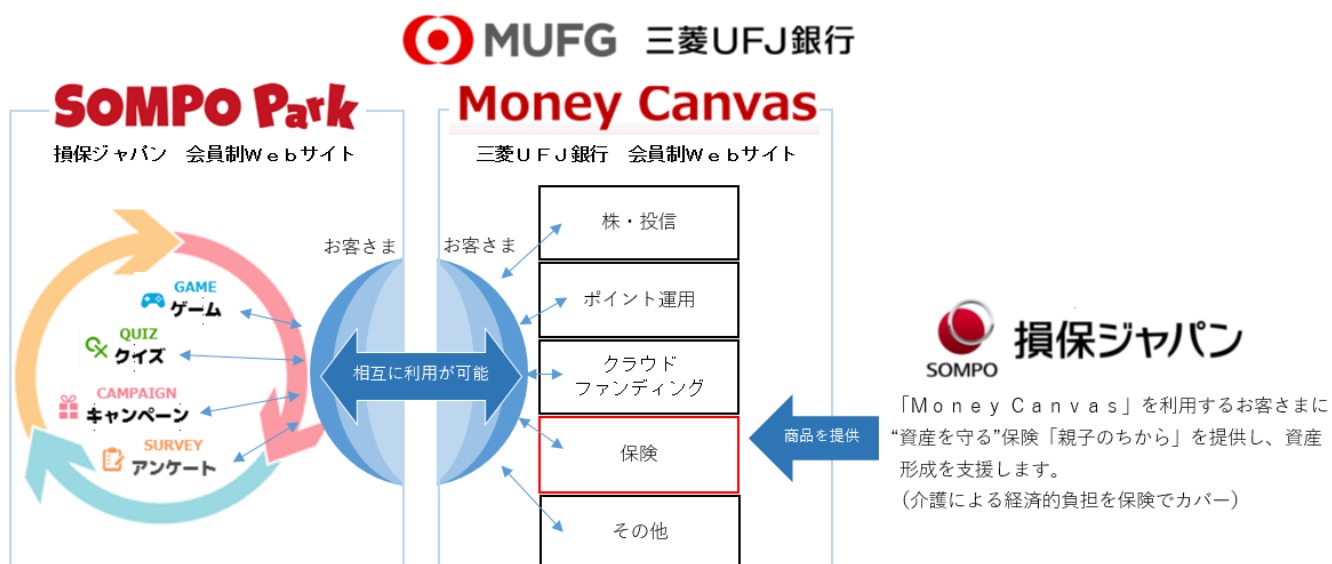 MUFG 三菱UFJ銀行
SOMPO Park
損保ジャパン 会員制Ｗｅｂサイト
お客さま
GAME
ゲーム
QUIZ
クイズ
CAMPAIGN
キャンペーン
SURVEY
アンケート
相互に利用が可能
Money Canvas
三菱ＵＦＪ銀行 会員制Ｗｅｂサイト
お客さま
株・投信
ポイント運用
クラウド
ファンディング
保険
その他
商品を提供
SOMPO
損保ジャパン
「Ｍｏｎｅｙ Ｃａｎｖａｓ」を利用するお客さまに
“資産を守る”保険「親子のちから」を提供し、資産
形成を支援します。
（介護による経済的負担を保険でカバー）